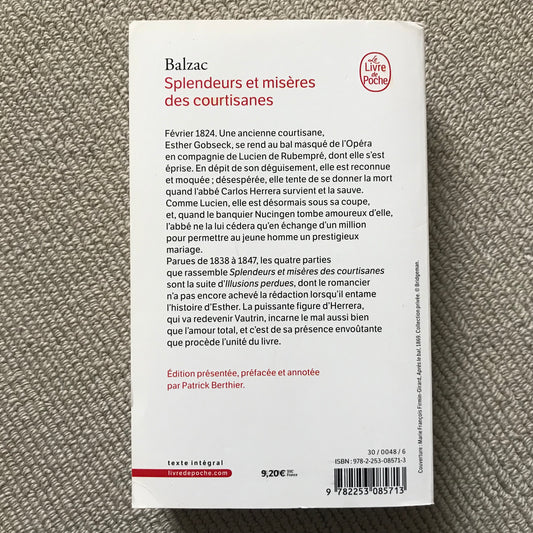 Balzac
Splendeurs et misères
des courtisanes
Le
Livre
de
Poche
Février 1824. Une ancienne courtisane,
Esther Gobseck, se rend au bal masqué de l'Opéra
en compagnie de Lucien de Rubempré, dont elle s'est
éprise. En dépit de son déguisement, elle est reconnue
et moquée ; désespérée, elle tente de se donner la mort
quand l'abbé Carlos Herrera survient et la sauve.
Comme Lucien, elle est désormais sous sa coupe,
et, quand le banquier Nucingen tombe amoureux d'elle,
l'abbé ne la lui cédera qu'en échange d'un million
pour permettre au jeune homme un prestigieux
mariage.
Parues de 1838 à 1847, les quatre parties
que rassemble Splendeurs et misères des courtisanes
sont la suite d'Illusions perdues, dont le romancier
n'a pas encore achevé la rédaction lorsqu'il entame
l'histoire d'Esther. La puissante figure d'Herrera,
qui va redevenir Vautrin, incarne le mal aussi bien
que l'amour total, et c'est de sa présence envoûtante
que procède l'unité du livre.
Édition présentée, préfacée et annotée
par Patrick Berthier.
Couverture : Marie François Firmin-Girard, Après le bal, 1869. Collection privée. © Bridgeman.
texte intégral
livredepoche.com
9,20€ TTC
France
30 / 0048 / 6
ISBN : 978-2-253-08571-3
9 782253 085713